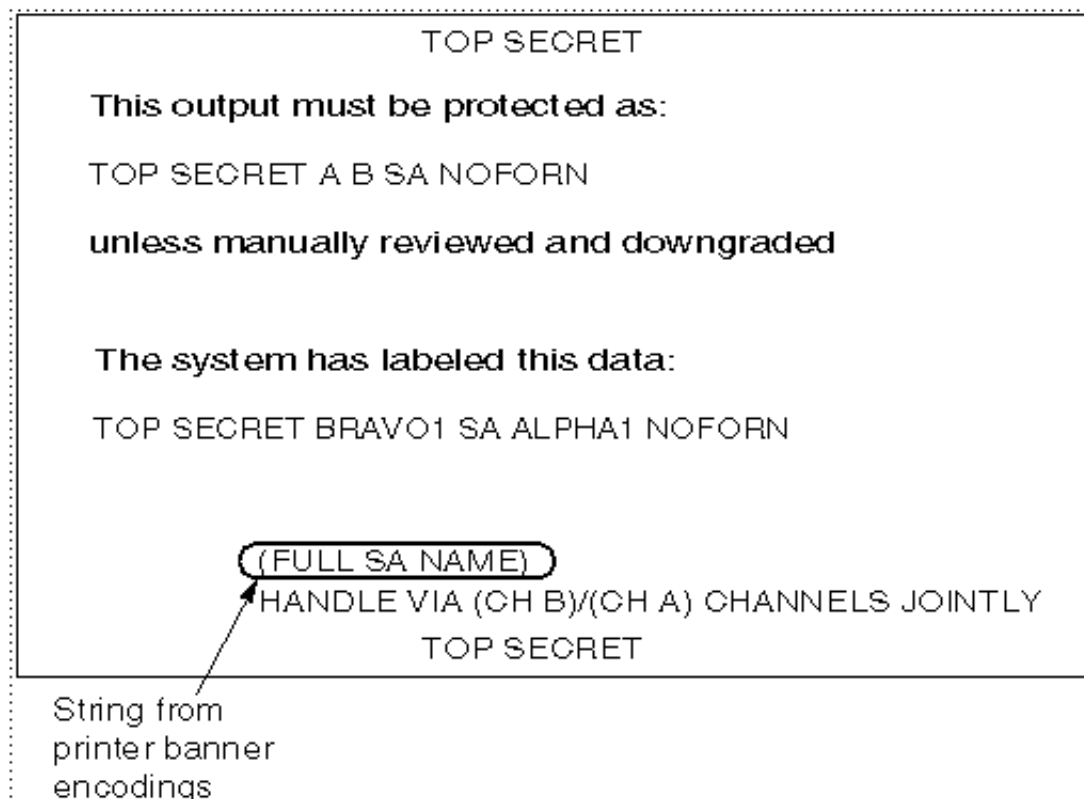 TOP SECRET
This output must be protected as:
TOP SECRET A B SA NOFORN
unless manually reviewed and downgraded
The system has labeled this data:
TOP SECRET BRAVO1 SA ALPHA1 NOFORN
(FULL SA NAME)
HANDLE VIA (CH B)/(CH A) CHANNELS JOINTLY
TOP SECRET
String from
printer banner
encodings